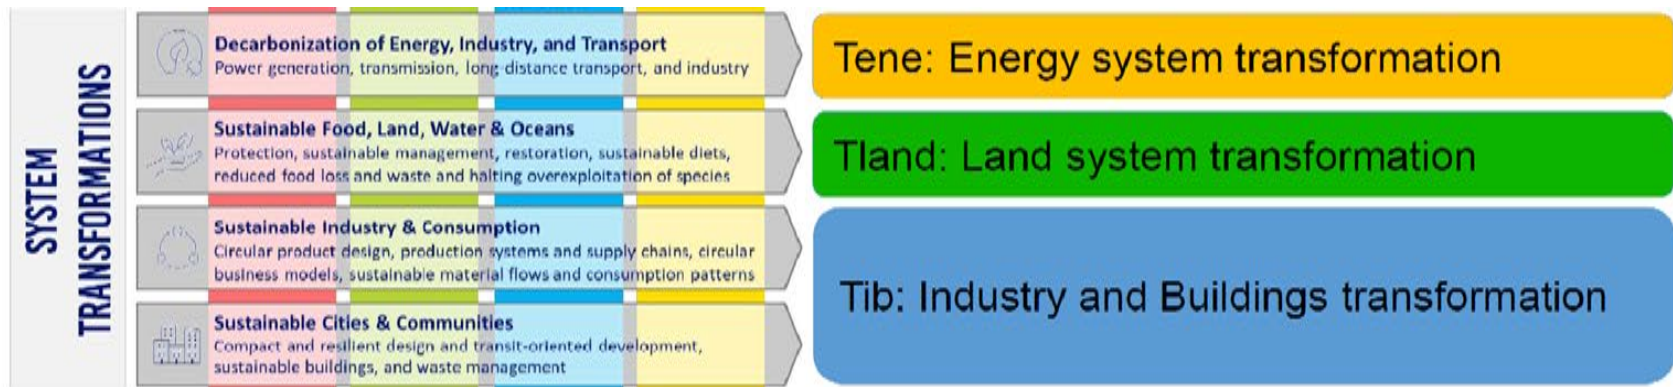 SYSTEM
TRANSFORMATIONS
Decarbonization of Energy, Industry, and Transport
Power generation, transmission, long distance transport, and industry
Tene: Energy system transformation
Sustainable Food, Land, Water & Oceans
Protection, sustainable management, restoration, sustainable diets,
reduced food loss and waste and halting overexploitation of species
Tland: Land system transformation
Sustainable Industry & Consumption
Circular product design, production systems and supply chains, circular
business models, sustainable material flows and consumption patterns
Sustainable Cities & Communities
Compact and resilient design and transit-oriented development,
sustainable buildings, and waste management
Tib: Industry and Buildings transformation